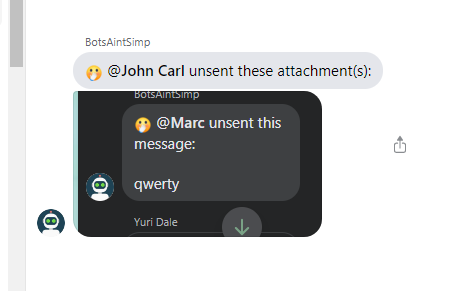 BotsAintSimp
🤭 @John Carl unsent these attachment(s):
BotsAintSimp
🤭 @Marc unsent this
message:
qwerty
Yuri Dale